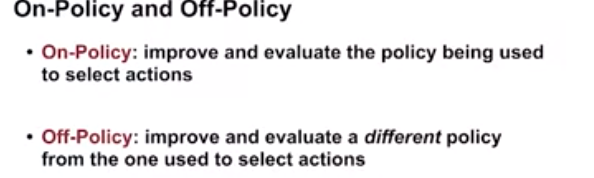 On-Policy and Off-Policy
• On-Policy: improve and evaluate the policy being used
to select actions
• Off-Policy: improve and evaluate a different policy
from the one used to select actions